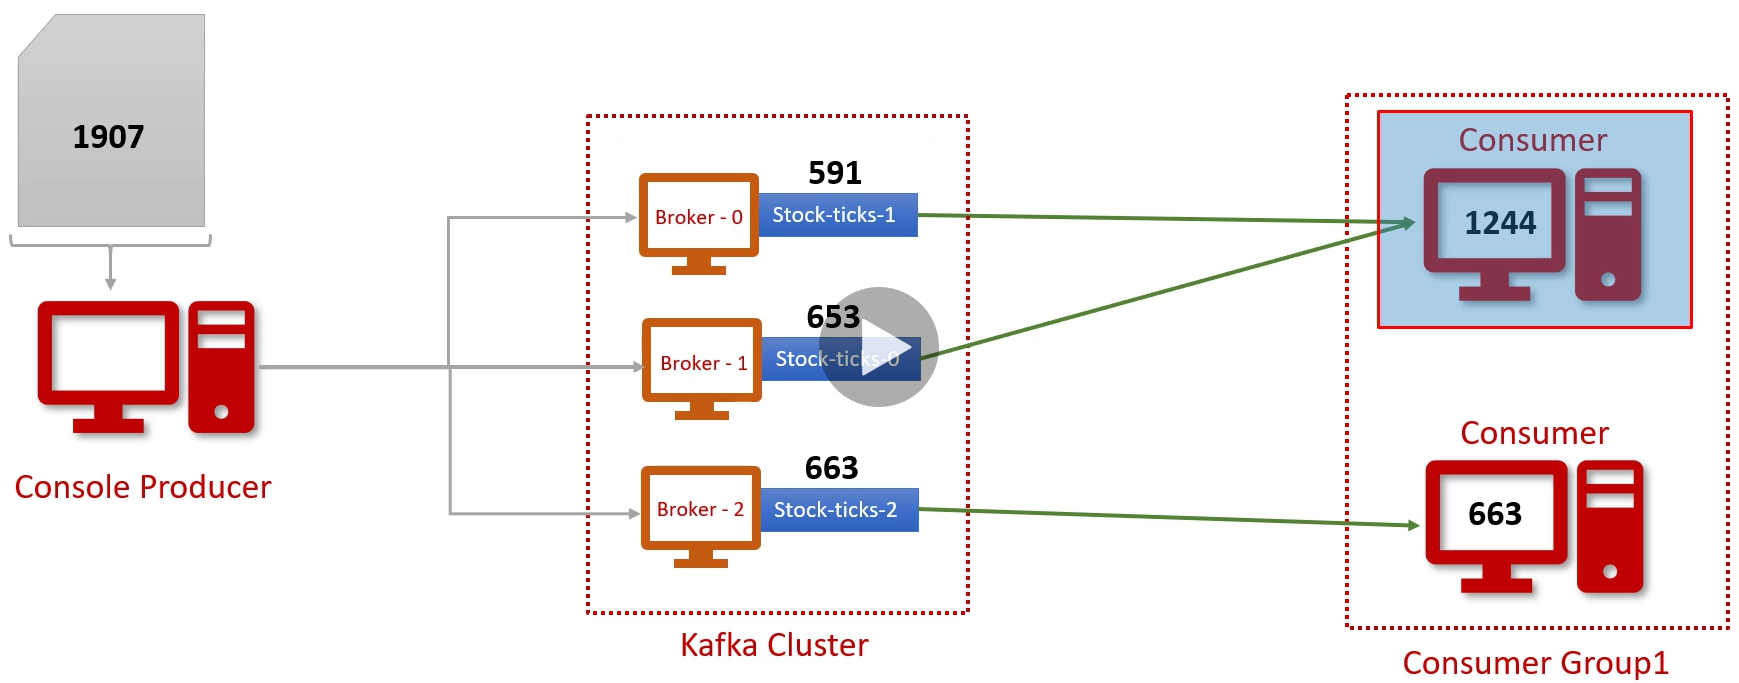 1907
Console Producer
591
Broker - 0
Stock-ticks-1
653
Broker - 1
Stock-ticks-0
663
Broker - 2
Stock-ticks-2
Kafka Cluster
Consumer
1244
Consumer
663
Consumer Group1